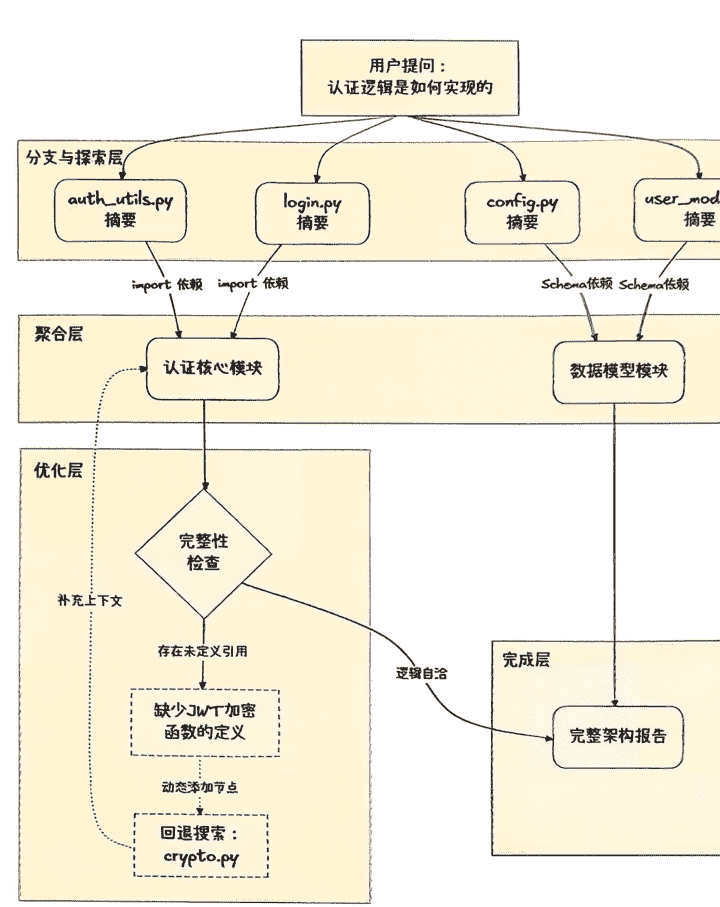 用户提问：
认证逻辑是如何实现的
分支与探索层
auth_utils.py
摘要
login.py
摘要
config.py
摘要
user_mod
摘要
import 依赖
import 依赖
Schema依赖
Schema依赖
聚合层
认证核心模块
数据模型模块
优化层
完整性
检查
补充上下文
存在未定义引用
逻辑自洽
完成层
缺少JWT加密
函数的定义
完整架构报告
动态添加节点
回退搜索：
crypto.py